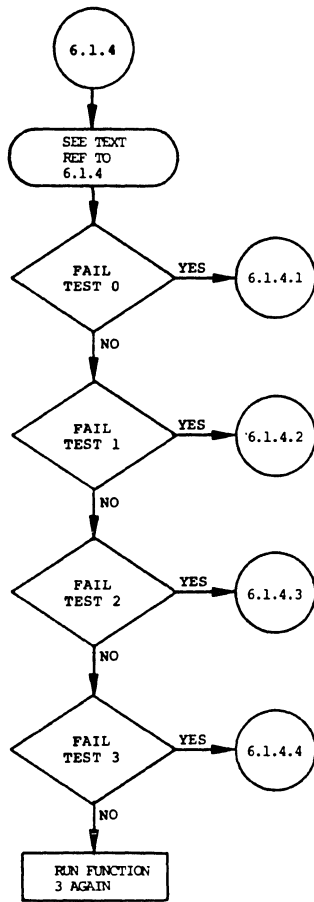 6.1.4
SEE TEXT
REF TO
6.1.4
FAIL
TEST 0
YES
6.1.4.1
NO
FAIL
TEST 1
YES
6.1.4.2
NO
FAIL
TEST 2
YES
6.1.4.3
NO
FAIL
TEST 3
YES
6.1.4.4
NO
RUN FUNCTION
3 AGAIN